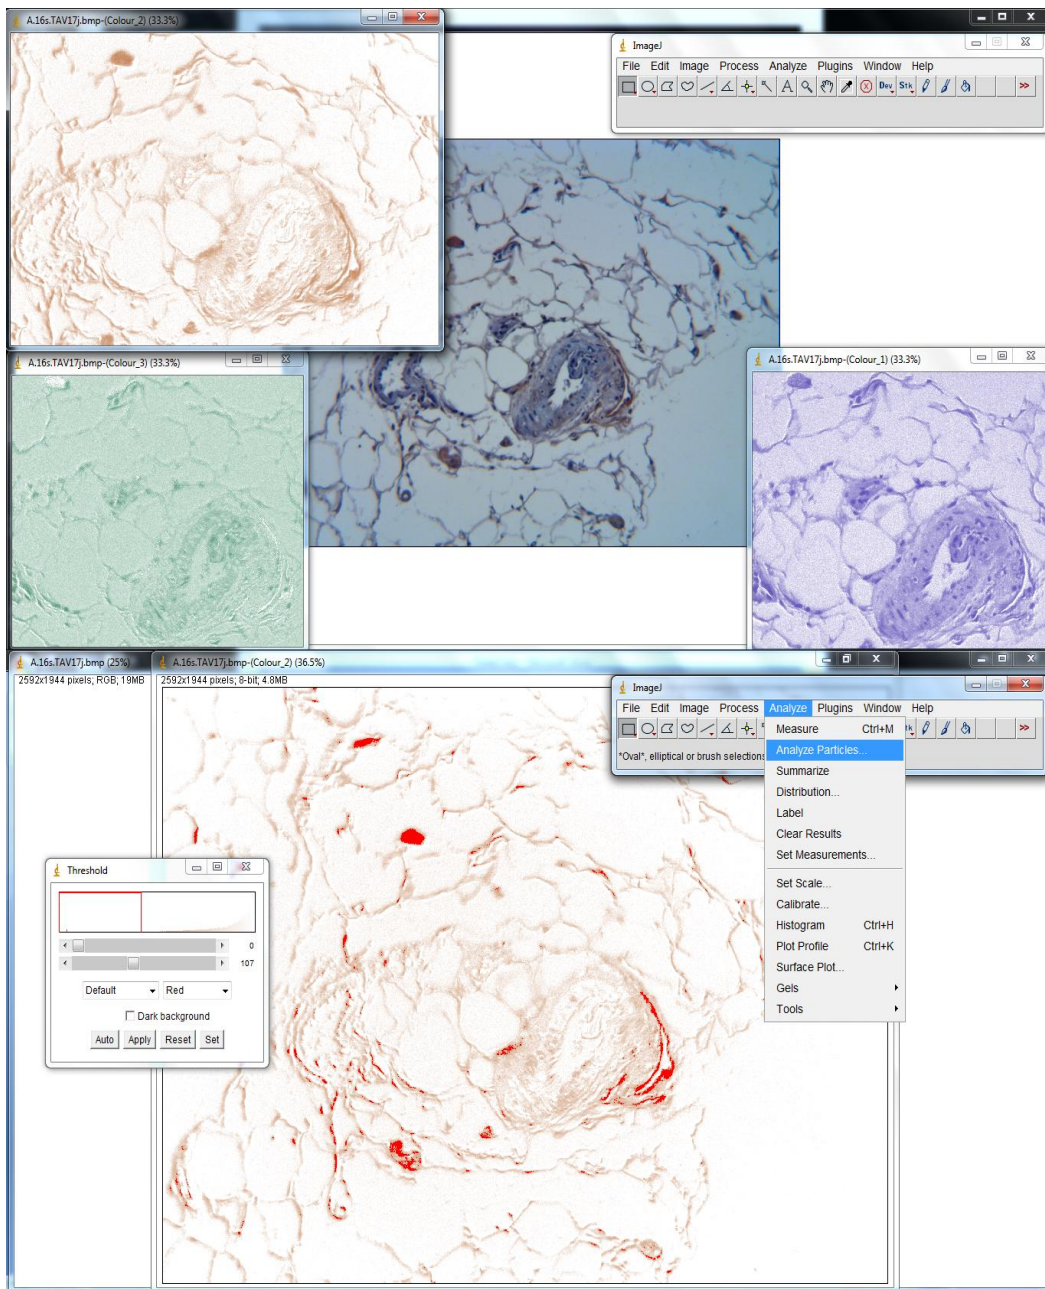 A.16s.TAV17j.bmp-(Colour_2) (33.3%)
ImageJ
File Edit Image Process Analyze Plugins Window Help
A Dev Stk >>
A.16s.TAV17j.bmp-(Colour_3) (33.3%)
A.16s.TAV17j.bmp-(Colour_1) (33.3%)
A.16s.TAV17j.bmp (25%)
2592x1944 pixels; RGB; 19MB
A.16s.TAV17j.bmp-(Colour_2) (36.5%)
2592x1944 pixels; 8-bit; 4.8MB
ImageJ
File Edit Image Process Analyze Plugins Window Help
>>
*Oval*, elliptical or brush selections
Measure Ctrl+M
Analyze Particles...
Summarize
Distribution...
Label
Clear Results
Set Measurements...
Set Scale...
Calibrate...
Histogram Ctrl+H
Plot Profile Ctrl+K
Surface Plot...
Gels
Tools
Threshold
0
107
Default Red
Dark background
Auto Apply Reset Set